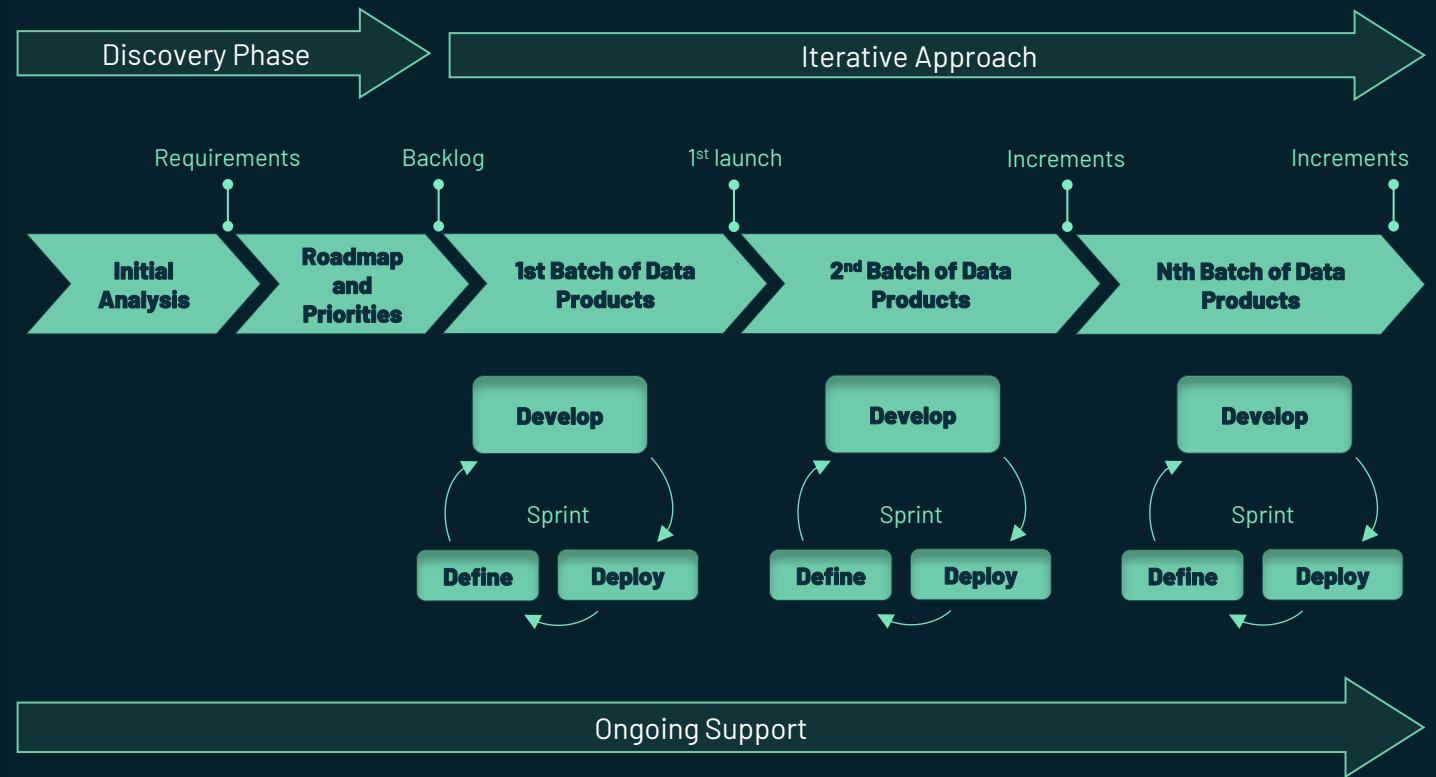 Discovery Phase
Iterative Approach
Requirements
Backlog
1st launch
Increments
Increments
Initial
Analysis
Roadmap
and
Priorities
1st Batch of Data
Products
2nd Batch of Data
Products
Nth Batch of Data
Products
Develop
Sprint
Define
Deploy
Develop
Sprint
Define
Deploy
Develop
Sprint
Define
Deploy
Ongoing Support